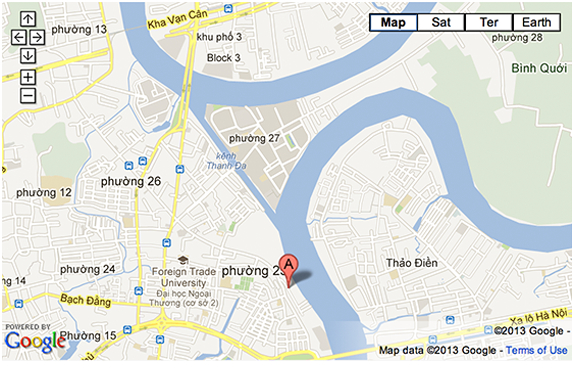 Map
Sat
Ter
Earth
Kha Vạn Cân
phường 13
khu phố 3
Block 3
phường 28
Bình Quới
phường 27
kênh
Thanh Đa
phường 26
phường 12
Foreign Trade
University
Đại học Ngoại
Thương (cơ sở 2)
phường 25
A
Thảo Điền
phường 24
14
Bạch Đằng
Xa lộ Hà Nội
Phường 15
POWERED BY
Google
©2013 Google -
Map data ©2013 Google - Terms of Use